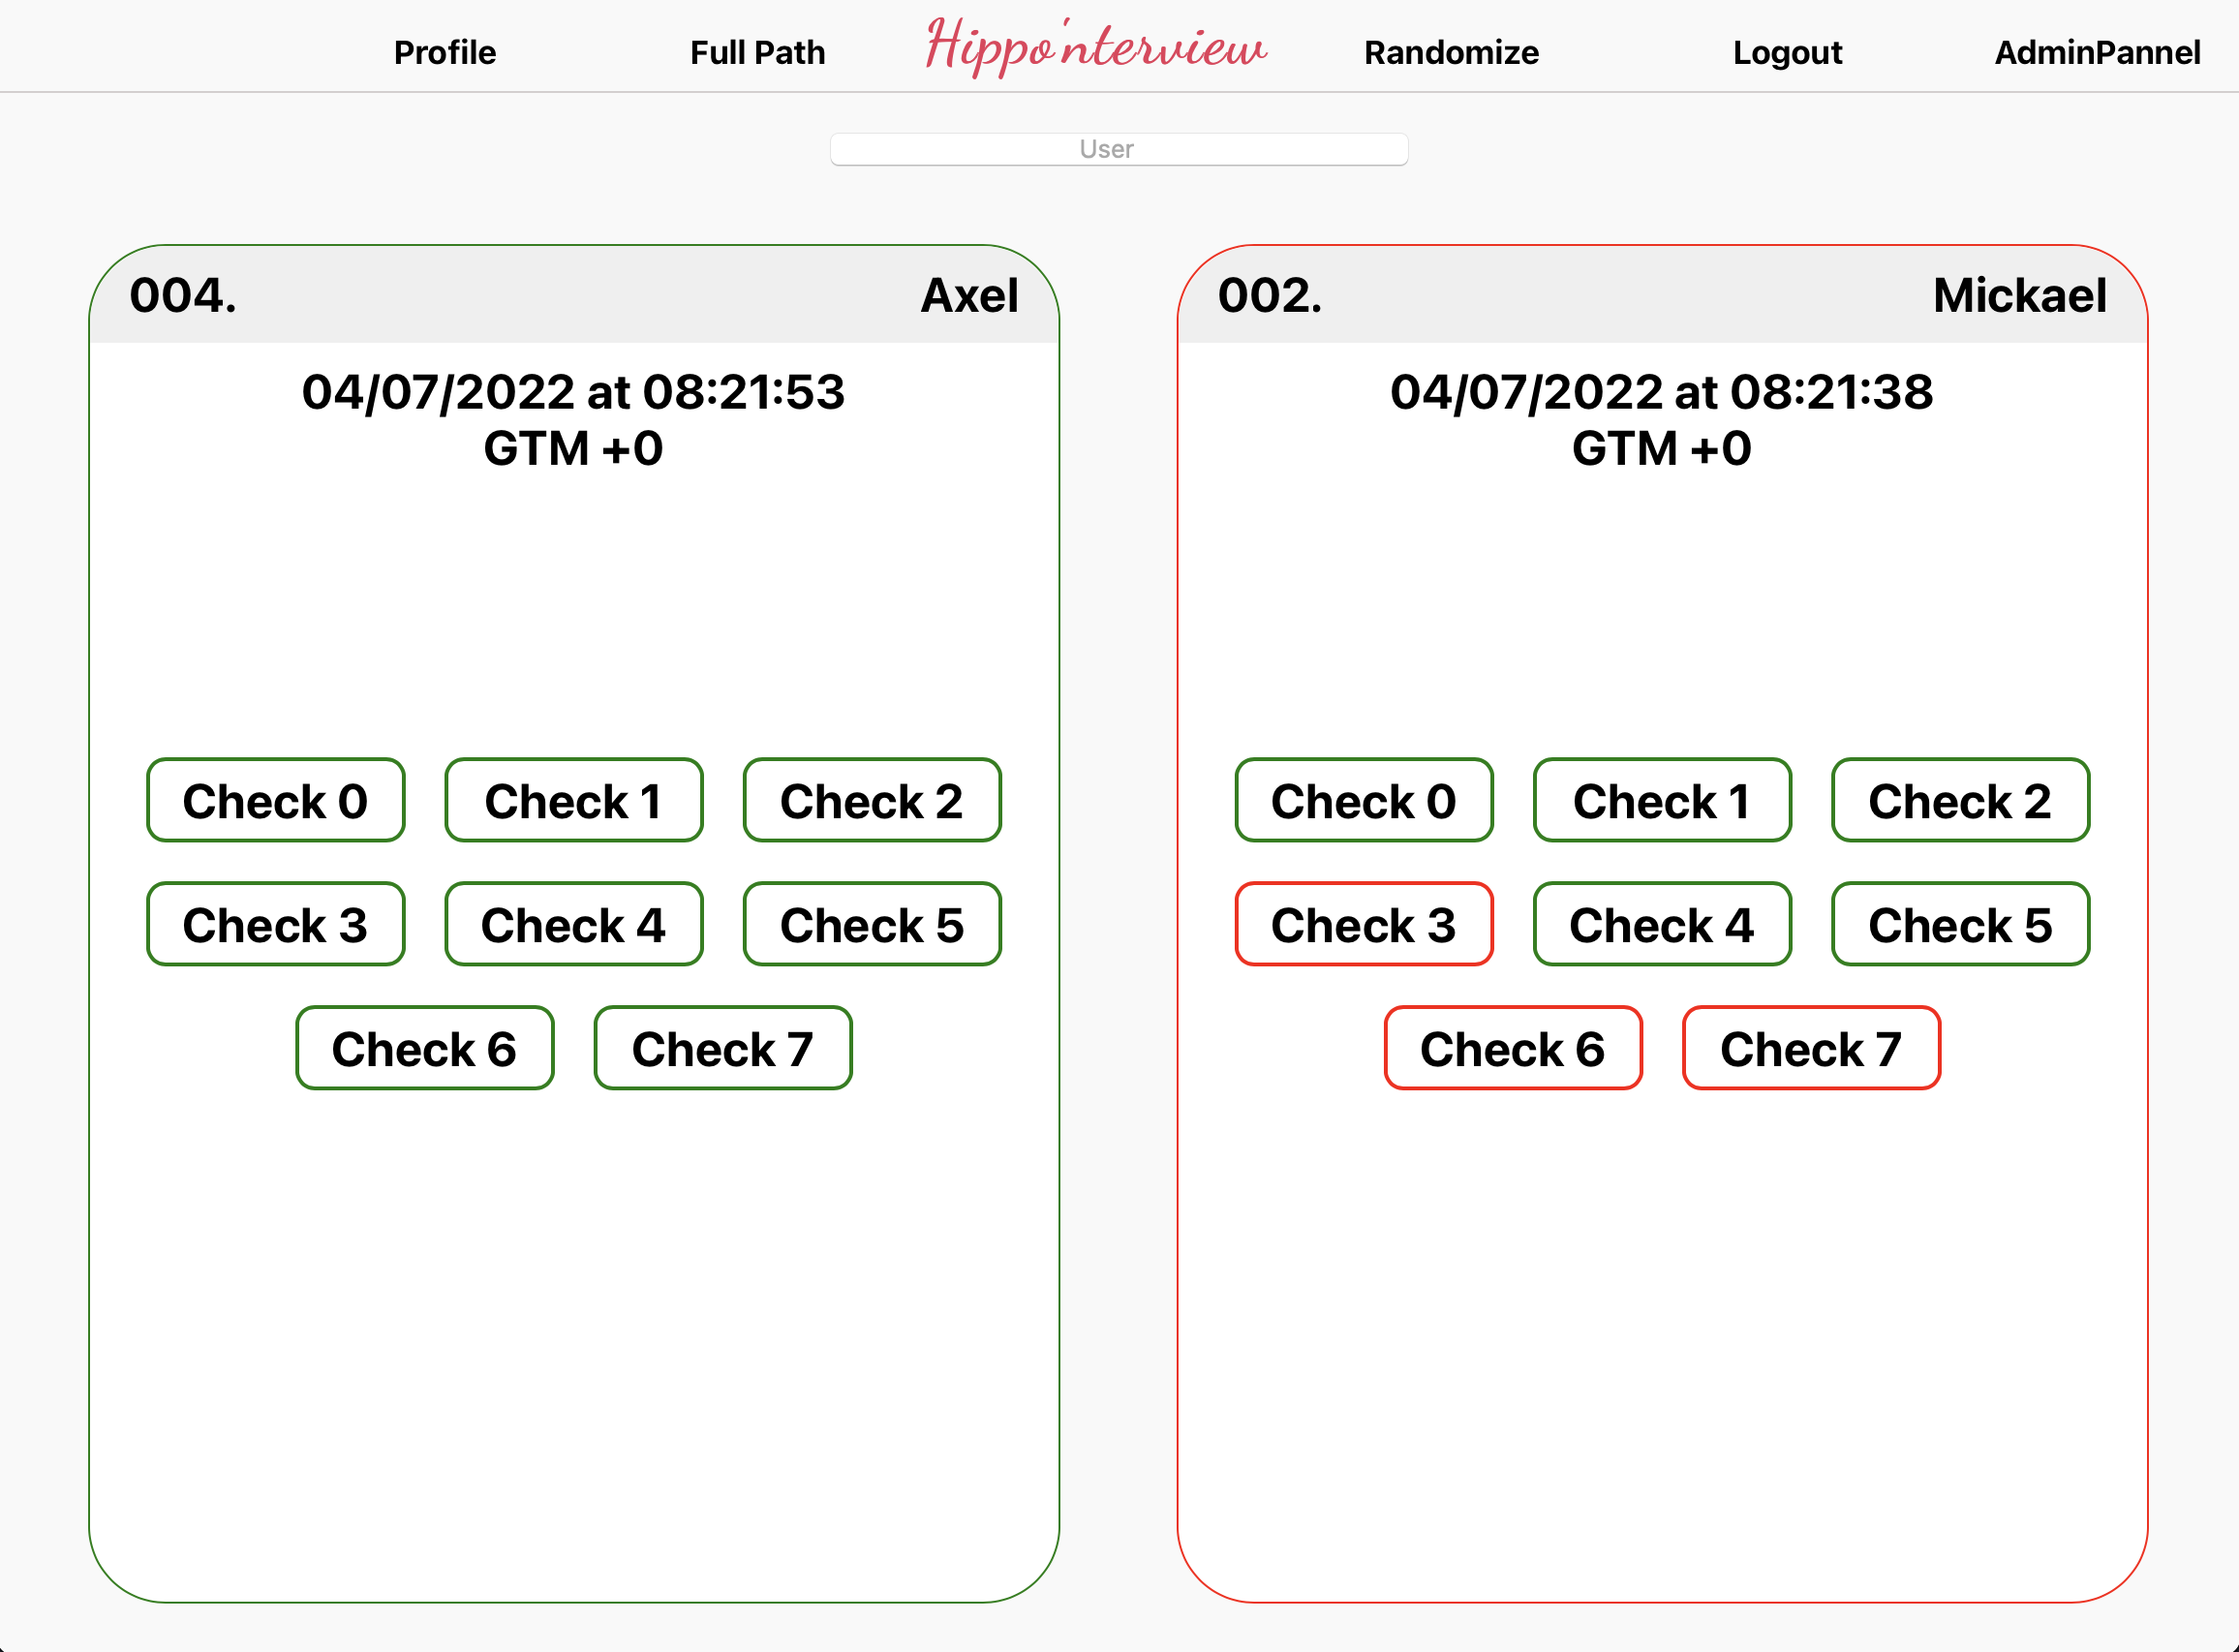 Profile Full Path Hippo'nterview Randomize Logout AdminPannel
User
004. Axel
04/07/2022 at 08:21:53
GTM +0
Check 0 Check 1 Check 2
Check 3 Check 4 Check 5
Check 6 Check 7
002. Mickael
04/07/2022 at 08:21:38
GTM +0
Check 0 Check 1 Check 2
Check 3 Check 4 Check 5
Check 6 Check 7